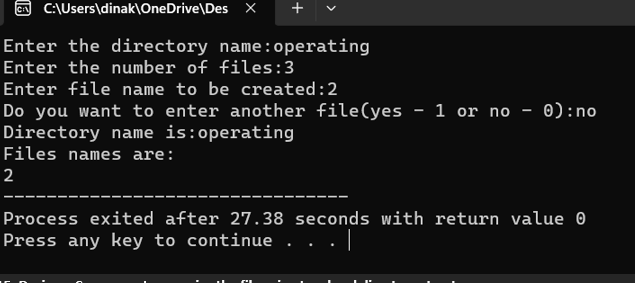 C:\Users\dinak\OneDrive\Des
Enter the directory name:operating
Enter the number of files:3
Enter file name to be created:2
Do you want to enter another file(yes - 1 or no - 0):no
Directory name is:operating
Files names are:
2
--------------------------------
Process exited after 27.38 seconds with return value 0
Press any key to continue . . .